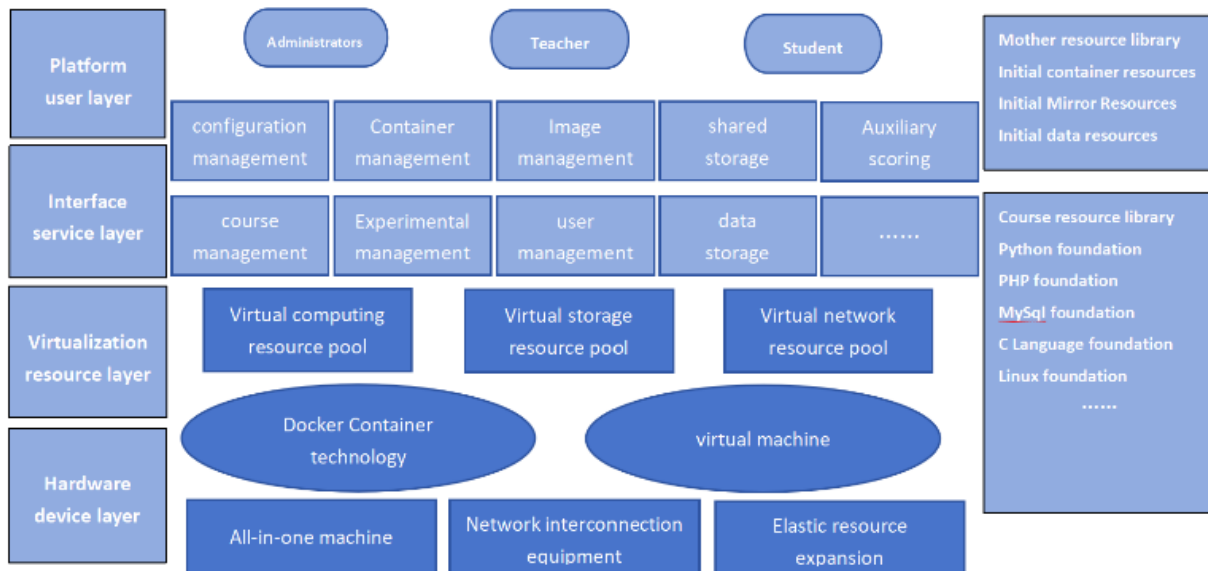 Platform
user layer
Interface
service layer
Virtualization
resource layer
Hardware
device layer
Administrators
Teacher
Student
configuration
management
Container
management
Image
management
shared
storage
Auxiliary
scoring
course
management
Experimental
management
user
management
data
storage
......
Virtual computing
resource pool
Virtual storage
resource pool
Virtual network
resource pool
Docker Container
technology
virtual machine
All-in-one machine
Network interconnection
equipment
Elastic resource
expansion
Mother resource library
Initial container resources
Initial Mirror Resources
Initial data resources
Course resource library
Python foundation
PHP foundation
MySql foundation
C Language foundation
Linux foundation
......